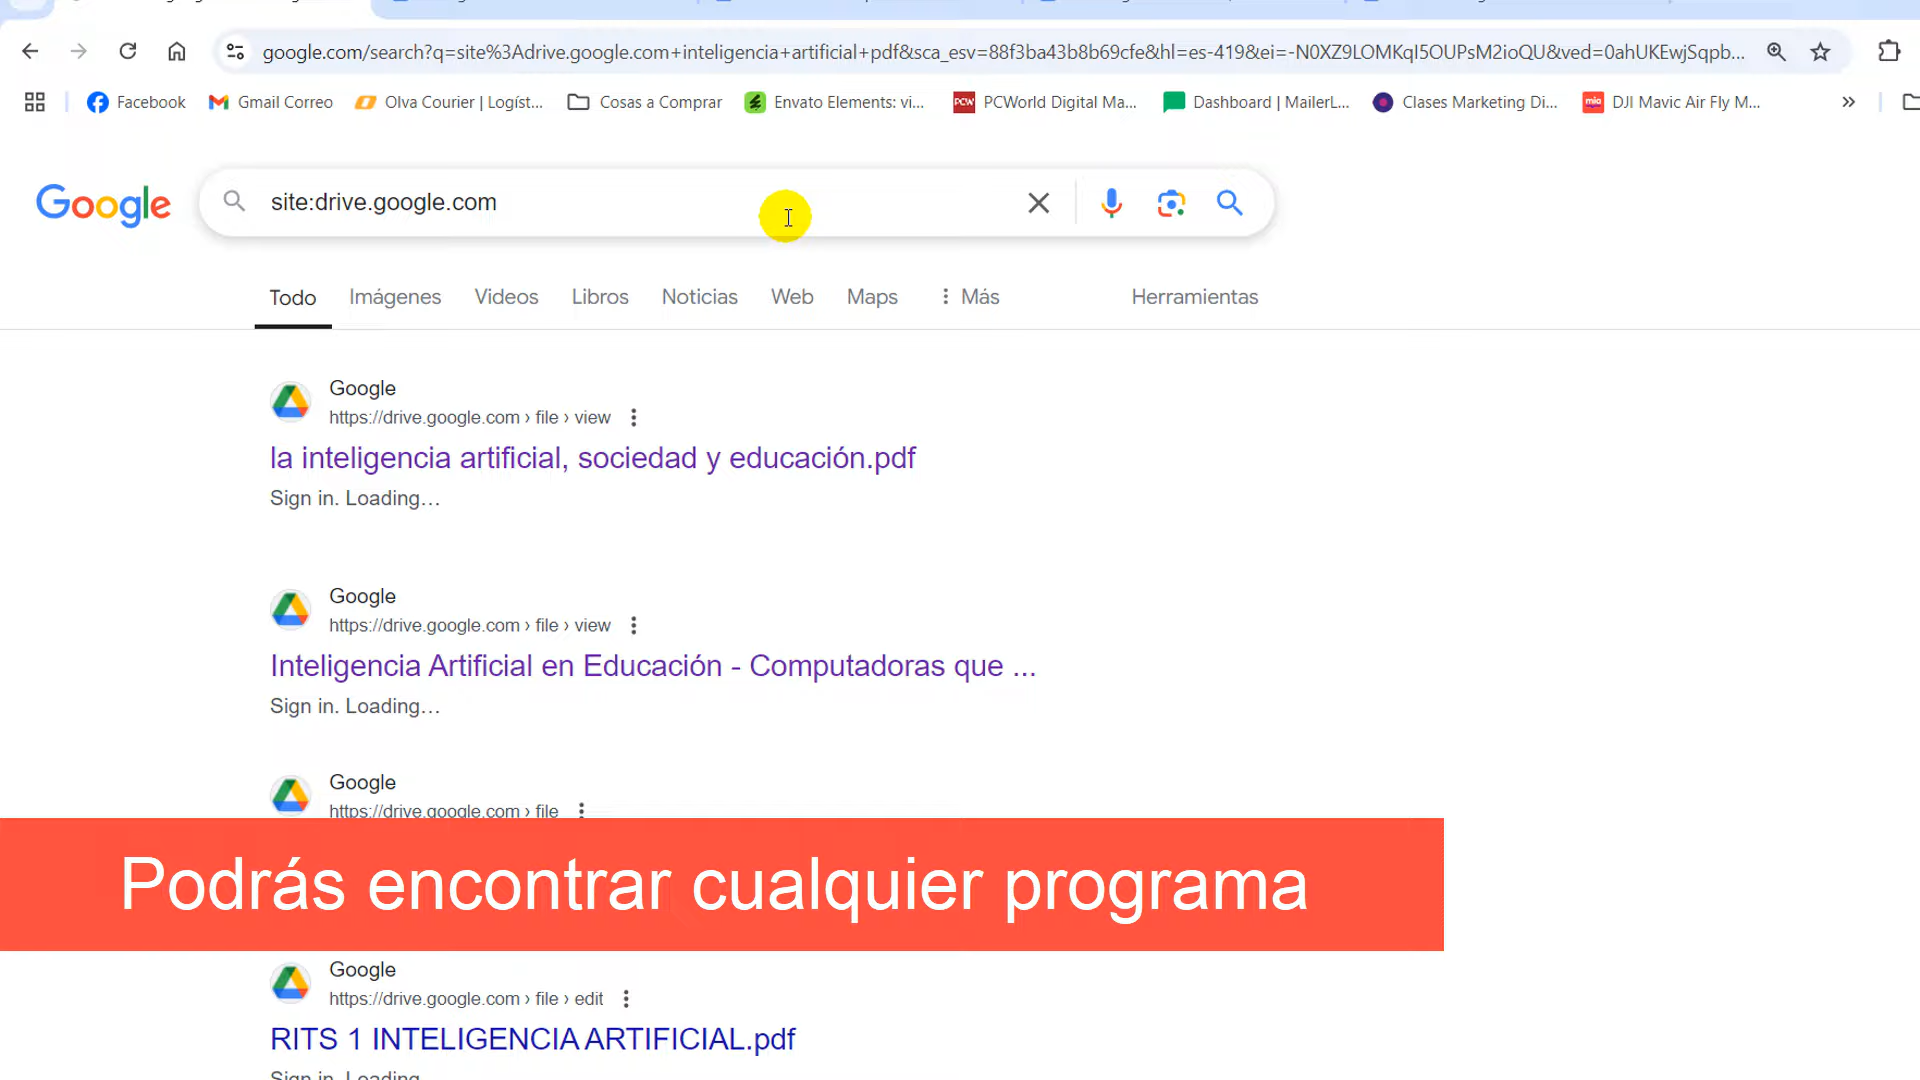 google.com/search?q=site%3Adrive.google.com+inteligencia+artificial+pdf&sca_esv=88f3ba43b8b69cfe&hl=es-419&ei=-N0XZ9LOMKqI5OUPsM2ioQU&ved=0ahUKEwjSqpb...
Facebook Gmail Correo Olva Courier | Logíst... Cosas a Comprar Envato Elements: vi... PCW PCWorld Digital Ma... Dashboard | MailerL... Clases Marketing Di... mio DJI Mavic Air Fly M... »
Google site:drive.google.com
Todo Imágenes Videos Libros Noticias Web Maps Más Herramientas
Google
https://drive.google.com › file › view
la inteligencia artificial, sociedad y educación.pdf
Sign in. Loading…
Google
https://drive.google.com › file › view
Inteligencia Artificial en Educación - Computadoras que ...
Sign in. Loading…
Google
https://drive.google.com › file
Podrás encontrar cualquier programa
Google
https://drive.google.com › file › edit
RITS 1 INTELIGENCIA ARTIFICIAL.pdf
Sign in. Loading